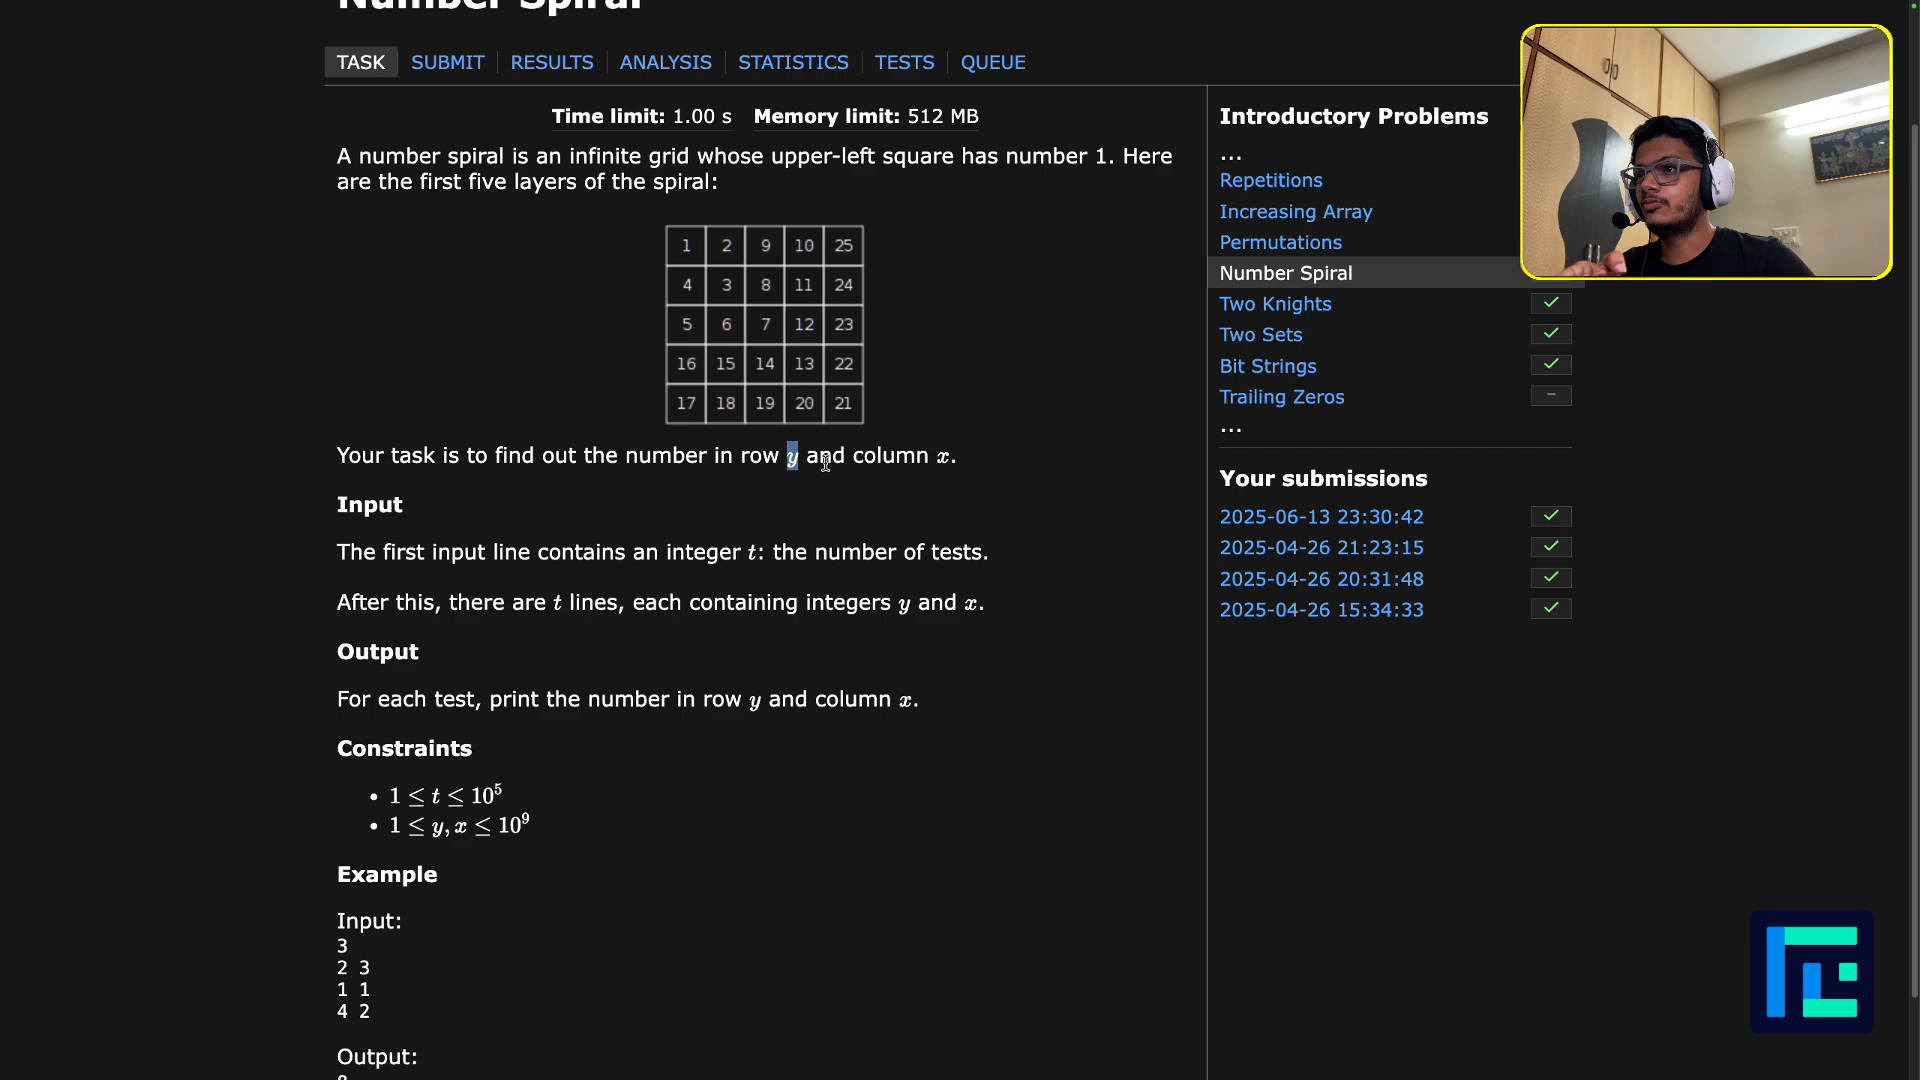 Number Spiral
TASK SUBMIT RESULTS ANALYSIS STATISTICS TESTS QUEUE
Time limit: 1.00 s Memory limit: 512 MB
A number spiral is an infinite grid whose upper-left square has number 1. Here
are the first five layers of the spiral:
1 2 9 10 25
4 3 8 11 24
5 6 7 12 23
16 15 14 13 22
17 18 19 20 21
Your task is to find out the number in row y and column x.
Input
The first input line contains an integer t: the number of tests.
After this, there are t lines, each containing integers y and x.
Output
For each test, print the number in row y and column x.
Constraints
• 1 ≤ t ≤ 10⁵
• 1 ≤ y, x ≤ 10⁹
Example
Input:
3
2 3
1 1
4 2
Output:
Introductory Problems
...
Repetitions
Increasing Array
Permutations
Number Spiral
Two Knights
Two Sets
Bit Strings
Trailing Zeros –
...
Your submissions
2025-06-13 23:30:42
2025-04-26 21:23:15
2025-04-26 20:31:48
2025-04-26 15:34:33